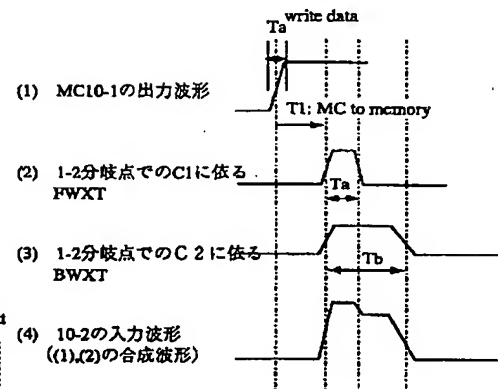 write data
Ta
(1) MC10-1の出力波形
T1; MC to memory
(2) 1-2分岐点でのC1に依る
FWXT
Ta
(3) 1-2分岐点でのC 2 に依る
BWXT
Tb
(4) 10-2の入力波形
((1),(2)の合成波形)